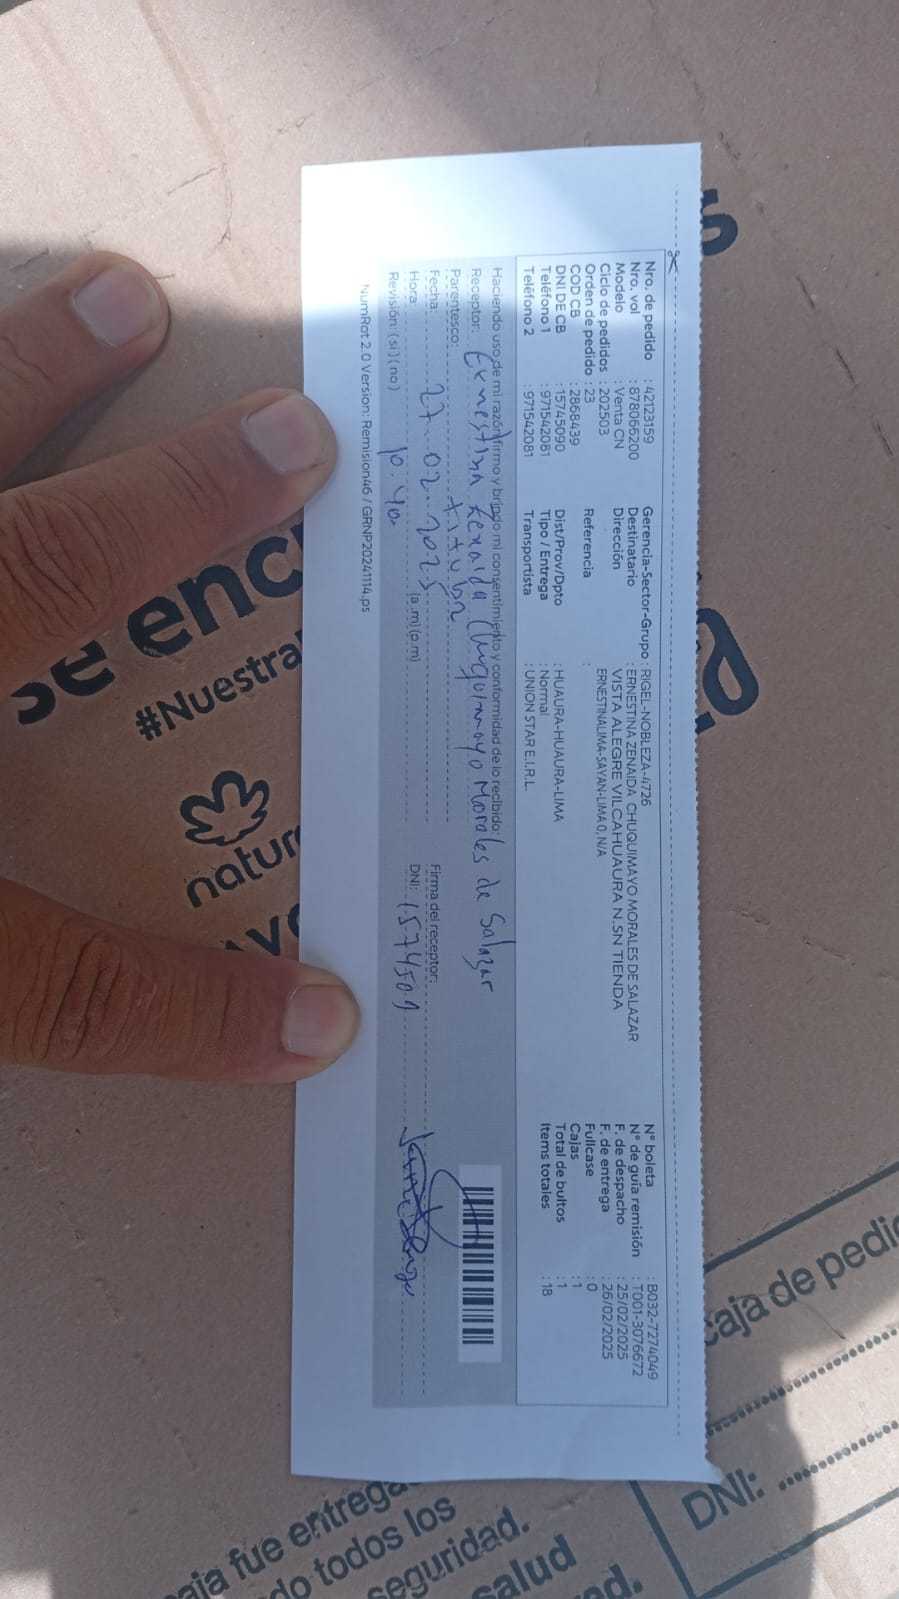 Nro. de pedido : 42123159
Nro. vol : 878066200
Modelo : Venta CN
Ciclo de pedidos : 202503
Orden de pedido : 23
COD CB : 2868439
DNI DE CB : 15745090
Teléfono 1 : 971542081
Teléfono 2 : 971542081
Gerencia-Sector-Grupo : RIGEL-NOBLEZA-4726
Destinatario : ERNESTINA ZENAIDA CHUQUIMAYO MORALES DE SALAZAR
Dirección VISTA ALEGRE VILCAHUAURA N.SN TIENDA
ERNESTINALIMA-SAYAN-LIMA 0, N/A
Referencia :
Dist/Prov/Dpto : HUAURA-HUAURA-LIMA
Tipo / Entrega : Normal
Transportista : UNION STAR E.I.R.L.
N° boleta : B032-7274049
N° de guía remisión : T001-3076672
F. de despacho : 25/02/2025
F. de entrega : 26/02/2025
Fullcase : 0
Cajas : 1
Total de bultos : 1
Items totales : 18
Haciendo uso de mi razón firmo y brindo mi consentimiento y conformidad de lo recibido:
Receptor: Ernestina Zenaida Chuquimayo Morales de Salazar
Parentesco: titular
Fecha: 27-02-2025
Firma del receptor:
Hora: 10.40 (a.m)(p.m)
DNI:
Revisión: (si)(no)
NumRot 2.0 Version: Remision46 / GRNP20241114.ps
se enc
#Nuestra
natur
caja de pedi
DNI:
caja fue entrega
do todos los
seguridad.
salud
ed.